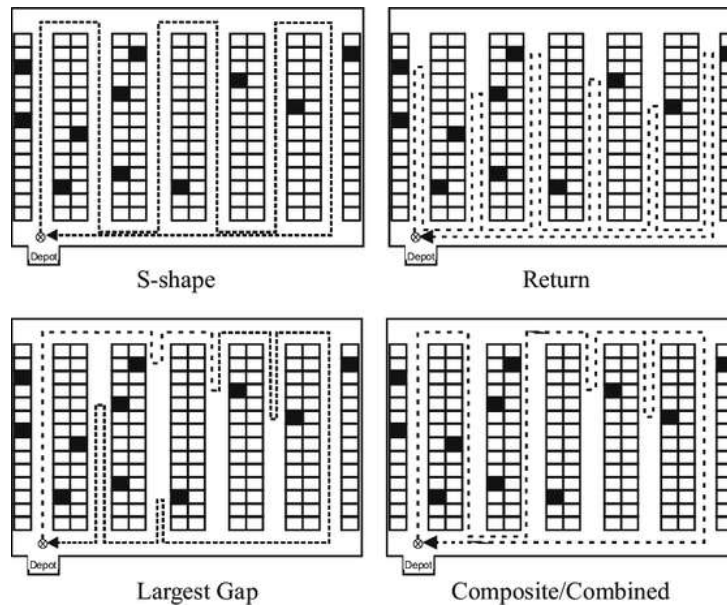 Depot
Depot
S-shape
Return
Depot
Depot
Largest Gap
Composite/Combined